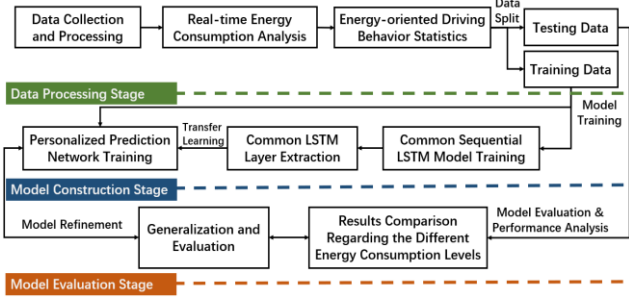 Data Collection
and Processing
Real-time Energy
Consumption Analysis
Energy-oriented Driving
Behavior Statistics
Data
Split
Testing Data
Training Data
Data Processing Stage
Model
Training
Personalized Prediction
Network Training
Transfer
Learning
Common LSTM
Layer Extraction
Common Sequential
LSTM Model Training
Model Construction Stage
Model Refinement
Generalization and
Evaluation
Results Comparison
Regarding the Different
Energy Consumption Levels
Model Evaluation &
Performance Analysis
Model Evaluation Stage